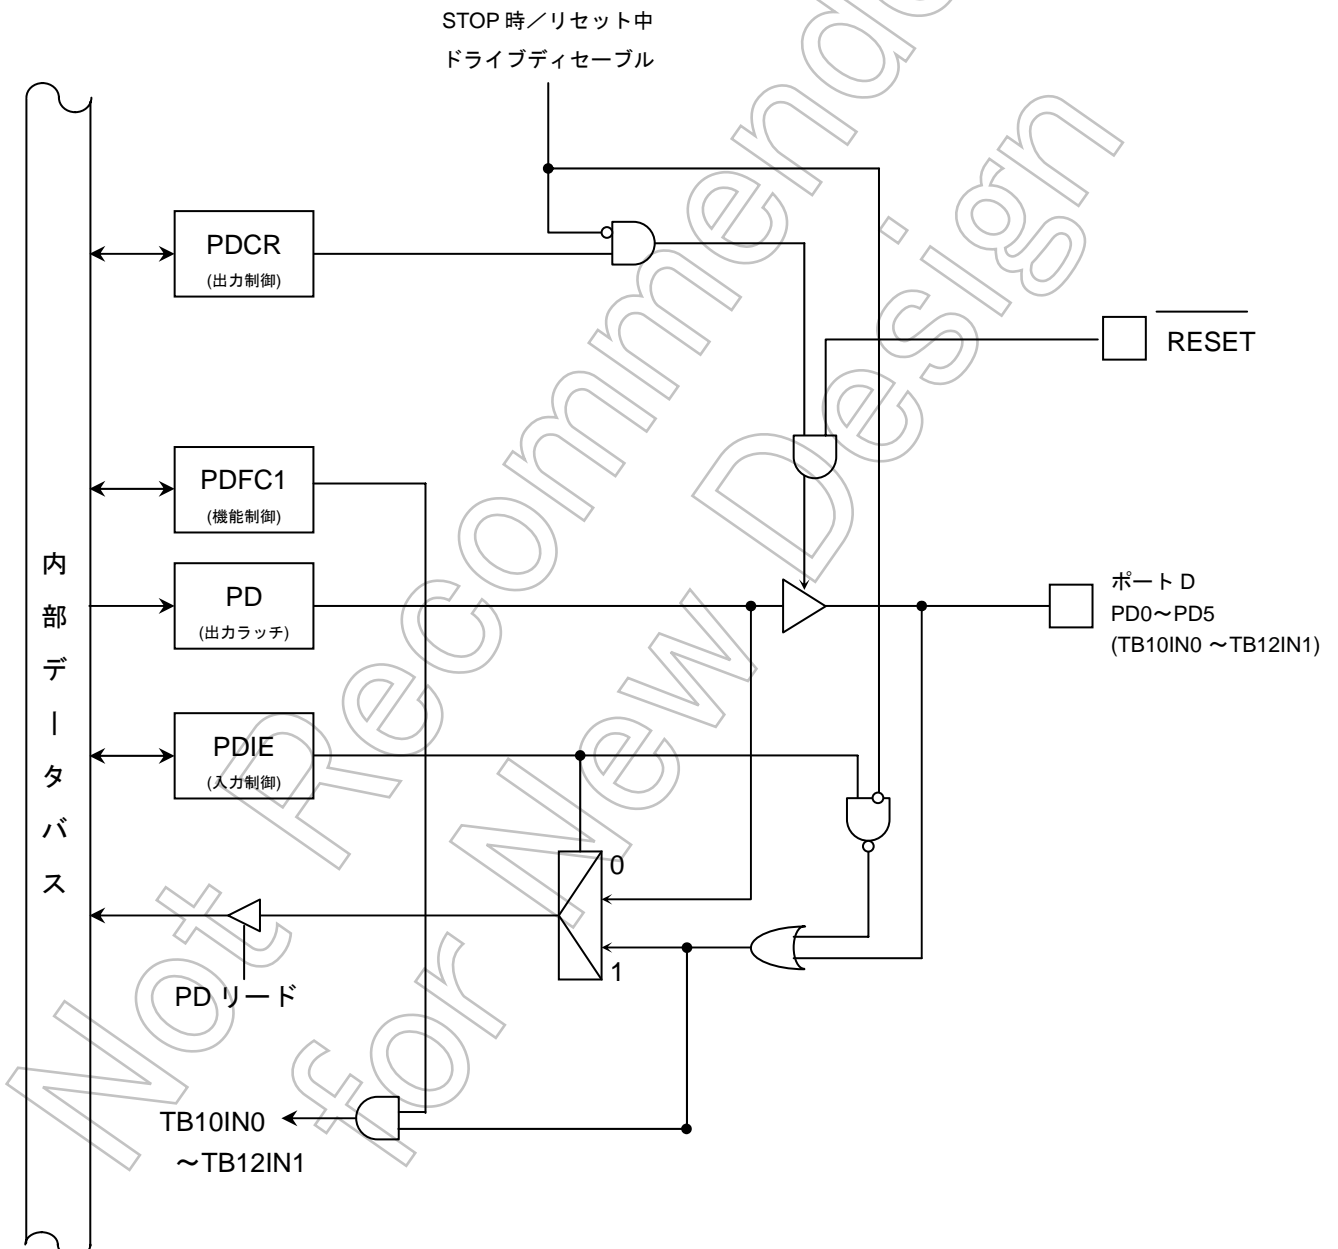 STOP 時／リセット中
ドライブディセーブル
PDCR
(出力制御)
RESET
PDFC1
(機能制御)
内部データバス
PD
(出力ラッチ)
ポート D
PD0～PD5
(TB10IN0 ～TB12IN1)
PDIE
(入力制御)
0
1
PD リード
TB10IN0
～TB12IN1
Not Recommended
for New Design